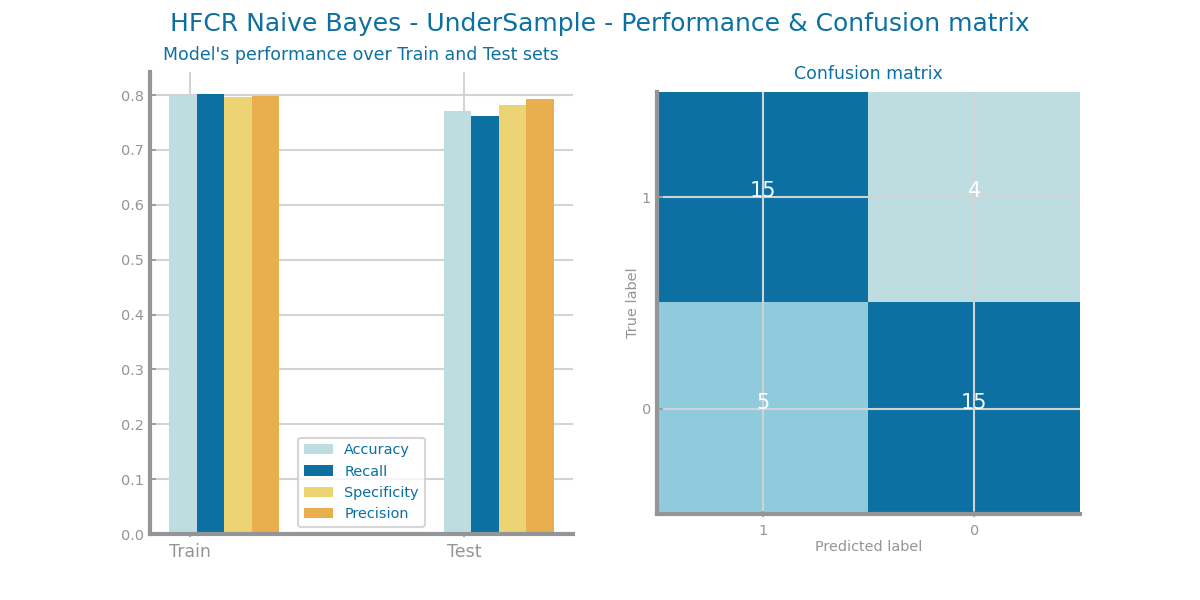 HFCR Naive Bayes - UnderSample - Performance & Confusion matrix
Model's performance over Train and Test sets
0.8
0.7
0.6
0.5
0.4
0.3
0.2
0.1
0.0
Train
Test
Accuracy
Recall
Specificity
Precision
Confusion matrix
True label
1
0
15
4
5
15
1
0
Predicted label